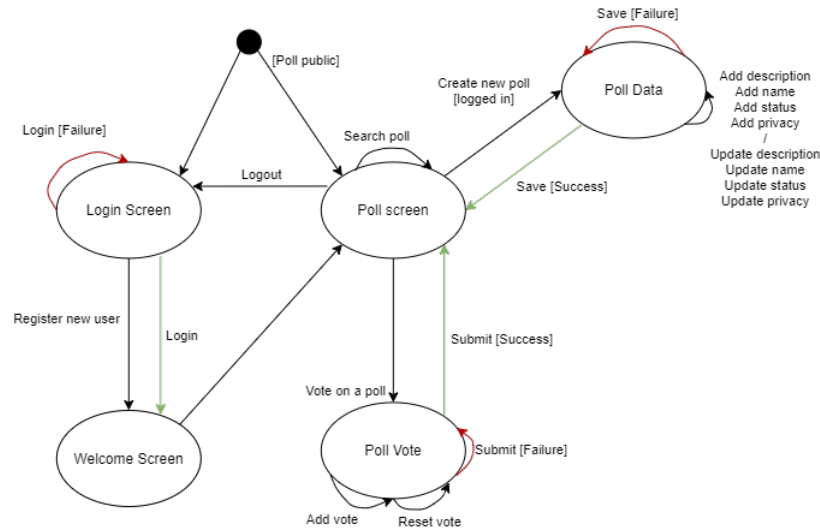 Save [Failure]
[Poll public]
Create new poll
[logged in]
Poll Data
Add description
Add name
Add status
Add privacy
/
Update description
Update name
Update status
Update privacy
Login [Failure]
Search poll
Logout
Save [Success]
Login Screen
Poll screen
Register new user
Login
Submit [Success]
Vote on a poll
Welcome Screen
Poll Vote
Submit [Failure]
Add vote
Reset vote